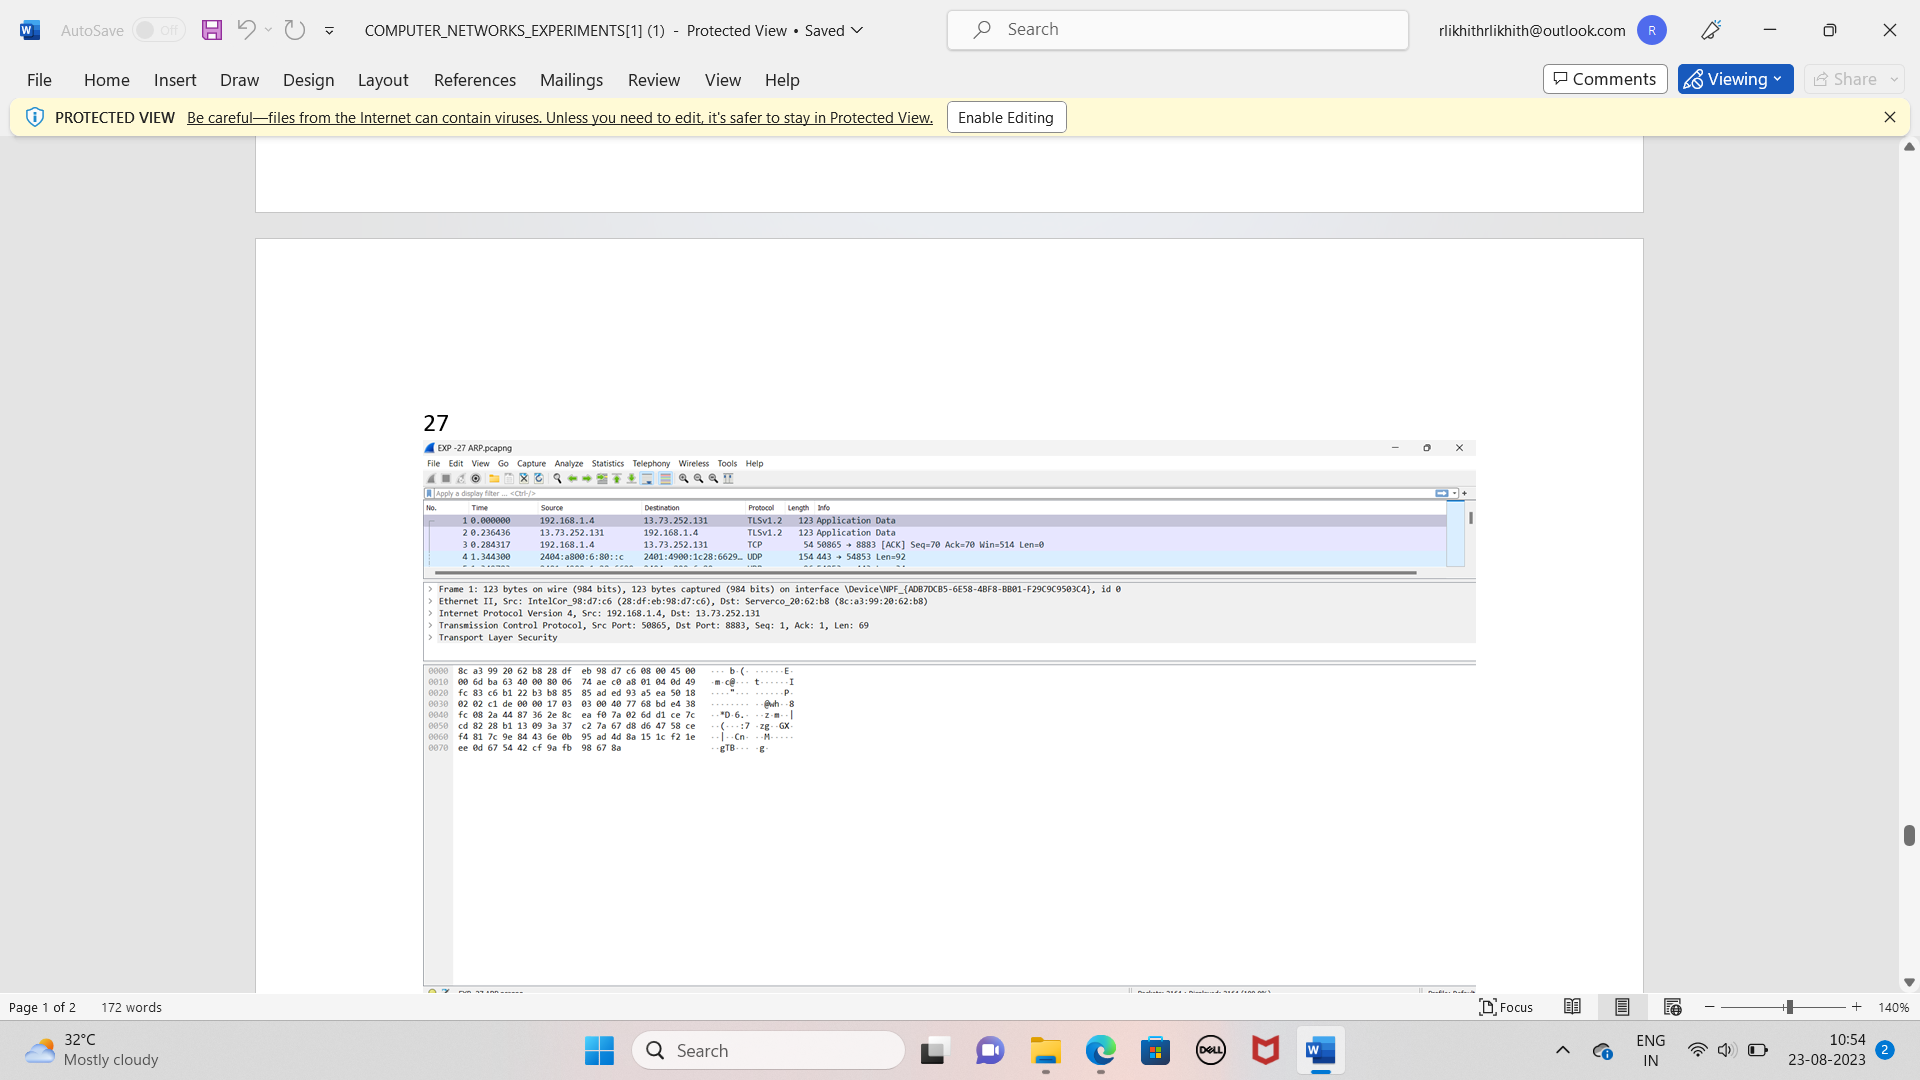 AutoSave Off COMPUTER_NETWORKS_EXPERIMENTS[1] (1) - Protected View • Saved Search rlikhithrlikhith@outlook.com R
File Home Insert Draw Design Layout References Mailings Review View Help Comments Viewing Share
PROTECTED VIEW Be careful—files from the Internet can contain viruses. Unless you need to edit, it's safer to stay in Protected View. Enable Editing
27
EXP -27 ARP.pcapng
File Edit View Go Capture Analyze Statistics Telephony Wireless Tools Help
Apply a display filter ... <Ctrl-/>
No. Time Source Destination Protocol Length Info
1 0.000000 192.168.1.4 13.73.252.131 TLSv1.2 123 Application Data
2 0.236436 13.73.252.131 192.168.1.4 TLSv1.2 123 Application Data
3 0.284317 192.168.1.4 13.73.252.131 TCP 54 50865 → 8883 [ACK] Seq=70 Ack=70 Win=514 Len=0
4 1.344300 2404:a800:6:80::c 2401:4900:1c28:6629… UDP 154 443 → 54853 Len=92
Frame 1: 123 bytes on wire (984 bits), 123 bytes captured (984 bits) on interface \Device\NPF_{ADB7DCB5-6E58-4BF8-BB01-F29C9C9503C4}, id 0
Ethernet II, Src: IntelCor_98:d7:c6 (28:df:eb:98:d7:c6), Dst: Serverco_20:62:b8 (8c:a3:99:20:62:b8)
Internet Protocol Version 4, Src: 192.168.1.4, Dst: 13.73.252.131
Transmission Control Protocol, Src Port: 50865, Dst Port: 8883, Seq: 1, Ack: 1, Len: 69
Transport Layer Security
0000 8c a3 99 20 62 b8 28 df eb 98 d7 c6 08 00 45 00 ··· b·(· ······E·
0010 00 6d ba 63 40 00 80 06 74 ae c0 a8 01 04 0d 49 ·m·c@··· t······I
0020 fc 83 c6 b1 22 b3 b8 85 85 ad ed 93 a5 ea 50 18 ····"··· ······P·
0030 02 02 c1 de 00 00 17 03 03 00 40 77 68 bd e4 38 ········ ··@wh··8
0040 fc 08 2a 44 87 36 2e 8c ea f0 7a 02 6d d1 ce 7c ··*D·6.· ··z·m··|
0050 cd 82 28 b1 13 09 3a 37 c2 7a 67 d8 d6 47 58 ce ··(···:7 ·zg··GX·
0060 f4 81 7c 9e 84 43 6e 0b 95 ad 4d 8a 15 1c f2 1e ··|··Cn· ··M·····
0070 ee 0d 67 54 42 cf 9a fb 98 67 8a ··gTB··· ·g·
Page 1 of 2 172 words Focus 140%
32°C
Mostly cloudy
Search
DELL
ENG
IN
10:54
23-08-2023
2